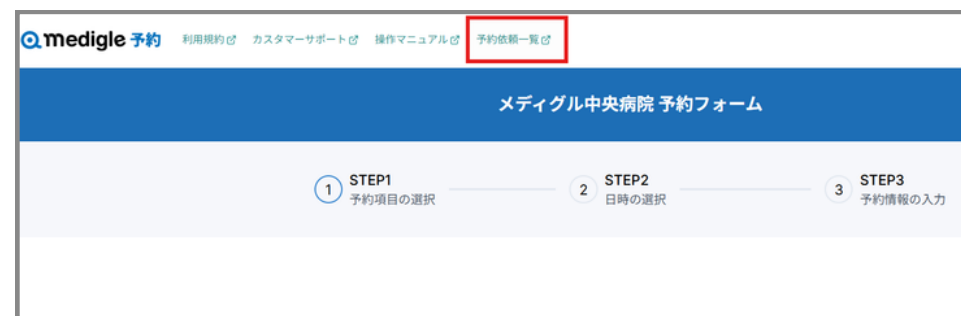 medigle 予約 利用規約 カスタマーサポート 操作マニュアル 予約依頼一覧
メディグル中央病院 予約フォーム
1 STEP1 2 STEP2 3 STEP3
予約項目の選択 日時の選択 予約情報の入力